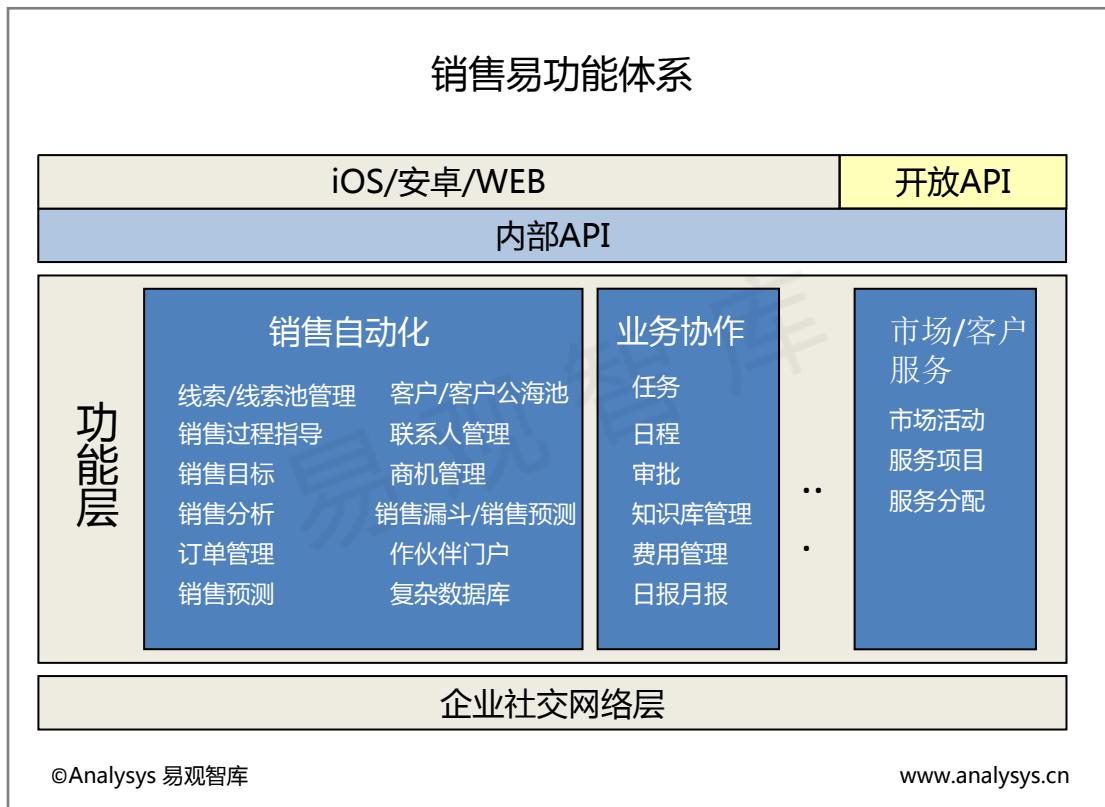 销售易功能体系
iOS/安卓/WEB
开放API
内部API
功能层
销售自动化
线索/线索池管理
销售过程指导
销售目标
销售分析
订单管理
销售预测
客户/客户公海池
联系人管理
商机管理
销售漏斗/销售预测
作伙伴门户
复杂数据库
业务协作
任务
日程
审批
知识库管理
费用管理
日报月报
..
.
市场/客户
服务
市场活动
服务项目
服务分配
企业社交网络层
易观智库
©Analysys 易观智库
www.analysys.cn